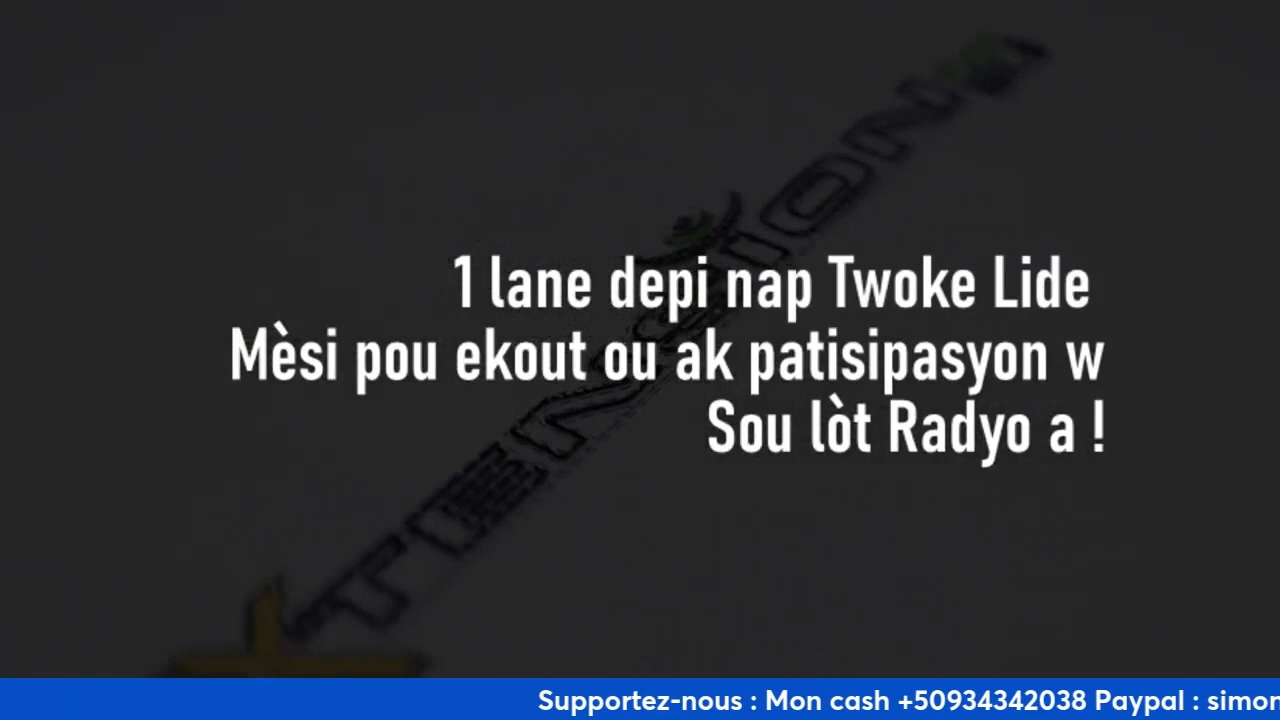 1 lane depi nap Twoke Lide
Mèsi pou ekout ou ak patisipasyon w
Sou lòt Radyo a !
Supportez-nous : Mon cash +50934342038 Paypal :